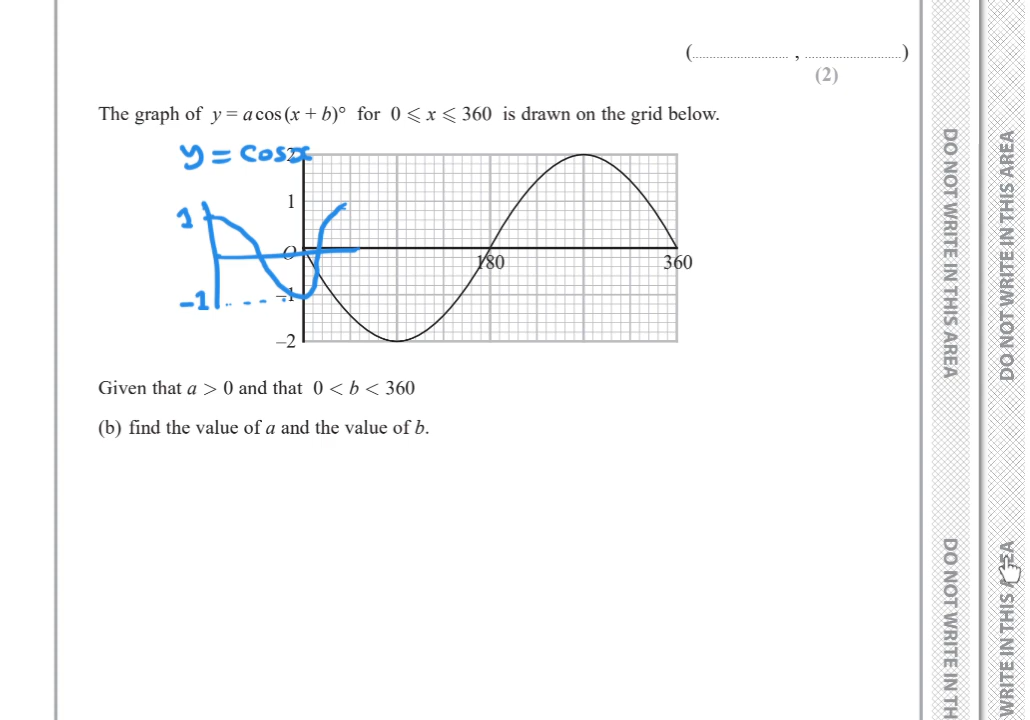 (.............................. , ..............................)
(2)
The graph of y = a cos (x + b)° for 0 ⩽ x ⩽ 360 is drawn on the grid below.
y = cosx
2
1
1
O
180
360
-1
–1
–2
Given that a > 0 and that 0 < b < 360
(b) find the value of a and the value of b.
DO NOT WRITE IN THIS AREA
DO NOT WRITE IN THIS AREA
DO NOT WRITE IN TH
WRITE IN THIS AREA